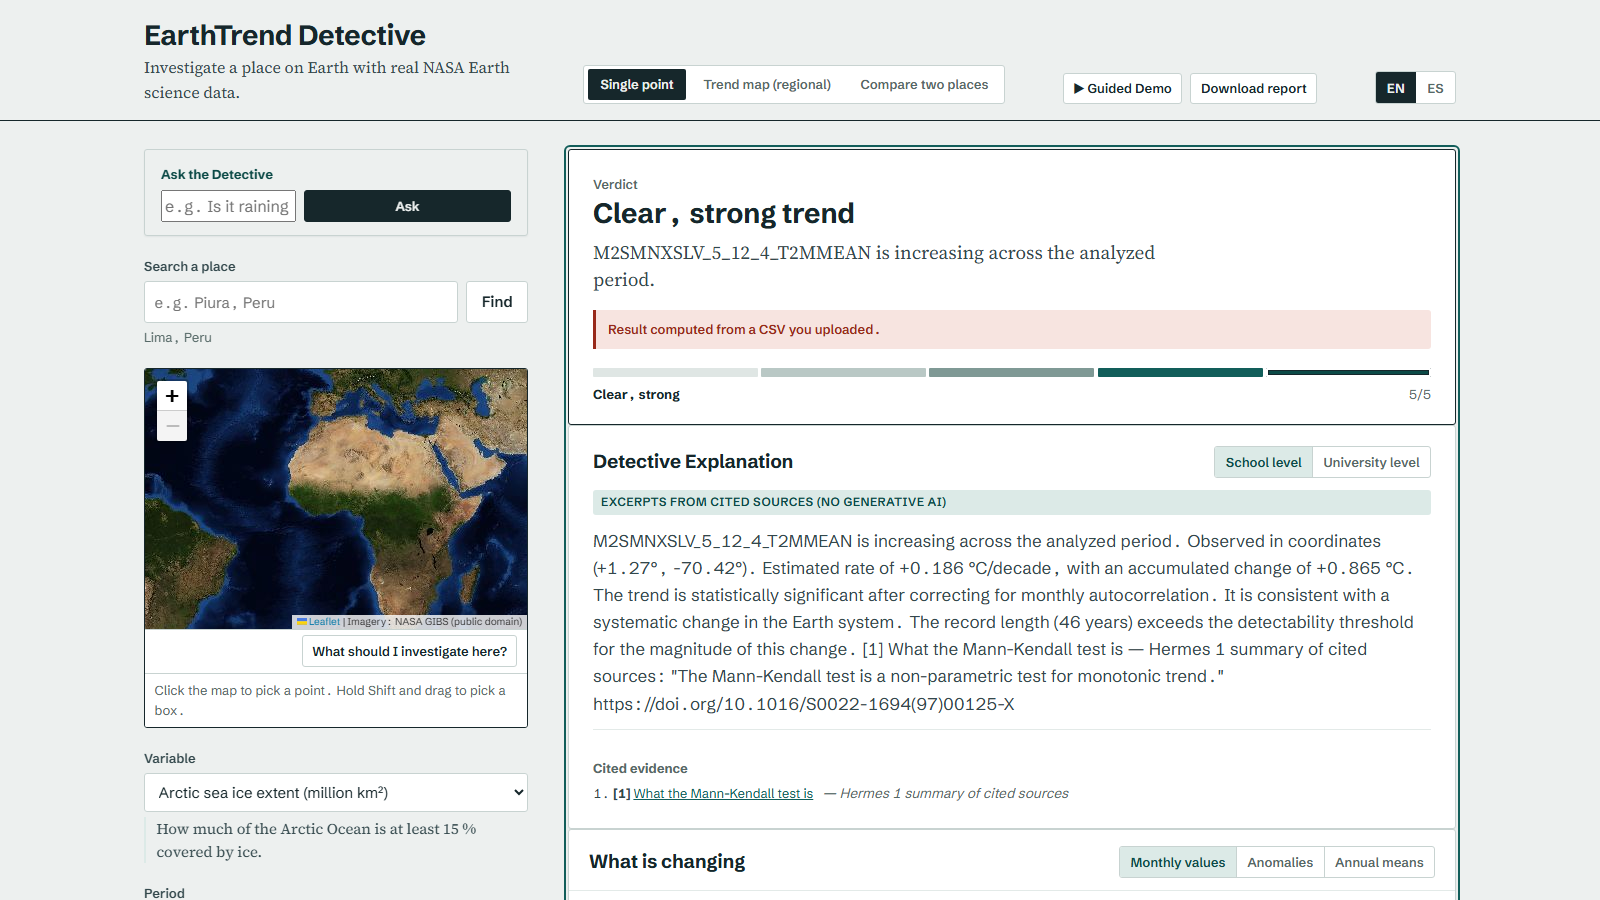 EarthTrend Detective
Investigate a place on Earth with real NASA Earth
science data.
Single point
Trend map (regional)
Compare two places
▶ Guided Demo
Download report
EN
ES
Ask the Detective
e.g. Is it raining
Ask
Search a place
e.g. Piura, Peru
Find
Lima, Peru
+
−
Leaflet | Imagery: NASA GIBS (public domain)
What should I investigate here?
Click the map to pick a point. Hold Shift and drag to pick a
box.
Variable
Arctic sea ice extent (million km²)
How much of the Arctic Ocean is at least 15 %
covered by ice.
Period
Verdict
Clear, strong trend
M2SMNXSLV_5_12_4_T2MMEAN is increasing across the analyzed
period.
Result computed from a CSV you uploaded.
Clear, strong
5/5
Detective Explanation
School level
University level
EXCERPTS FROM CITED SOURCES (NO GENERATIVE AI)
M2SMNXSLV_5_12_4_T2MMEAN is increasing across the analyzed period. Observed in coordinates
(+1.27°, -70.42°). Estimated rate of +0.186 °C/decade, with an accumulated change of +0.865 °C.
The trend is statistically significant after correcting for monthly autocorrelation. It is consistent with a
systematic change in the Earth system. The record length (46 years) exceeds the detectability threshold
for the magnitude of this change. [1] What the Mann-Kendall test is — Hermes 1 summary of cited
sources: "The Mann-Kendall test is a non-parametric test for monotonic trend."
https://doi.org/10.1016/S0022-1694(97)00125-X
Cited evidence
1. [1] What the Mann-Kendall test is — Hermes 1 summary of cited sources
What is changing
Monthly values
Anomalies
Annual means